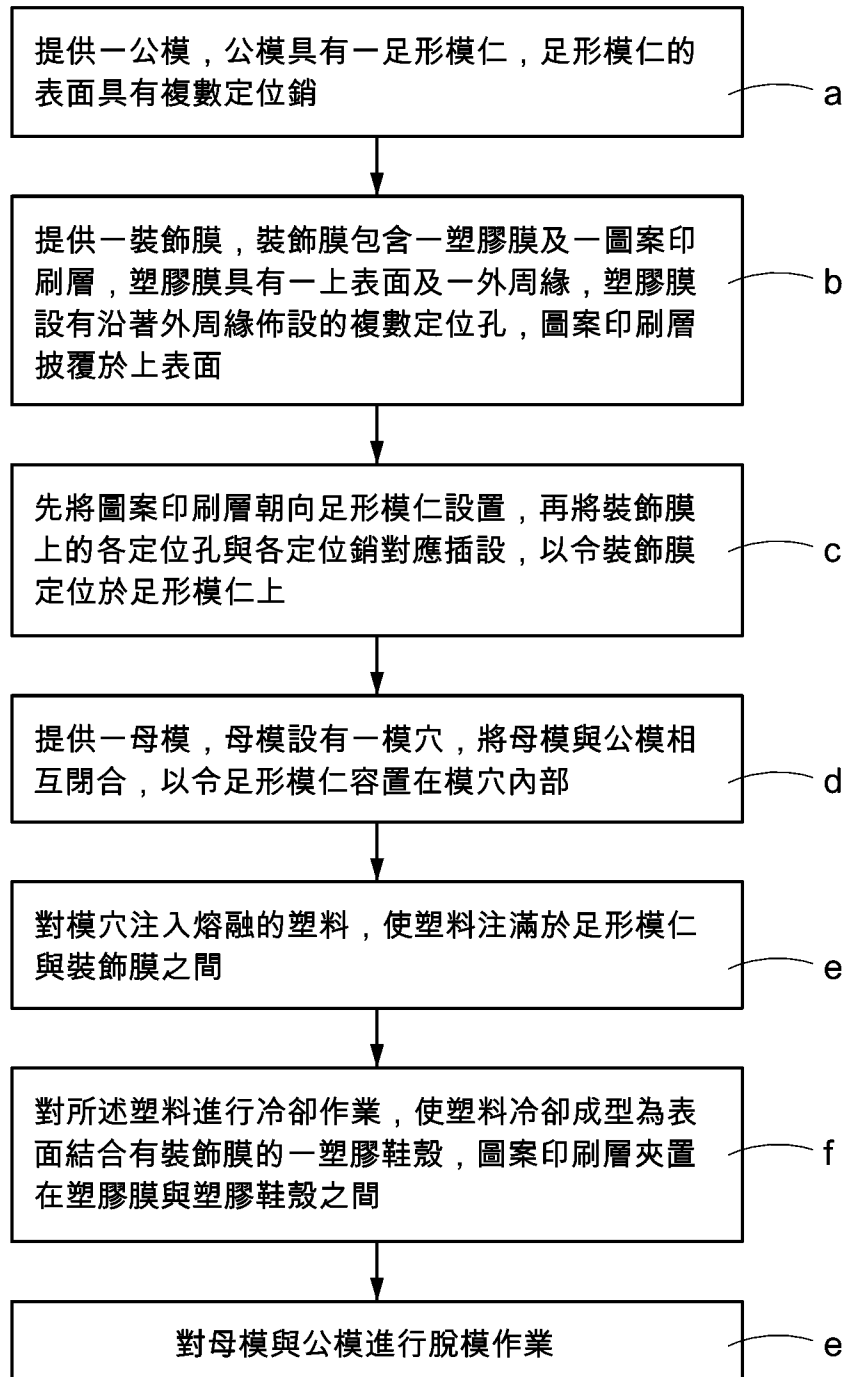 提供一公模，公模具有一足形模仁，足形模仁的
表面具有複數定位銷
a
提供一裝飾膜，裝飾膜包含一塑膠膜及一圖案印
刷層，塑膠膜具有一上表面及一外周緣，塑膠膜
設有沿著外周緣佈設的複數定位孔，圖案印刷層
披覆於上表面
b
先將圖案印刷層朝向足形模仁設置，再將裝飾膜
上的各定位孔與各定位銷對應插設，以令裝飾膜
定位於足形模仁上
c
提供一母模，母模設有一模穴，將母模與公模相
互閉合，以令足形模仁容置在模穴內部
d
對模穴注入熔融的塑料，使塑料注滿於足形模仁
與裝飾膜之間
e
對所述塑料進行冷卻作業，使塑料冷卻成型為表
面結合有裝飾膜的一塑膠鞋殼，圖案印刷層夾置
在塑膠膜與塑膠鞋殼之間
f
對母模與公模進行脫模作業
e